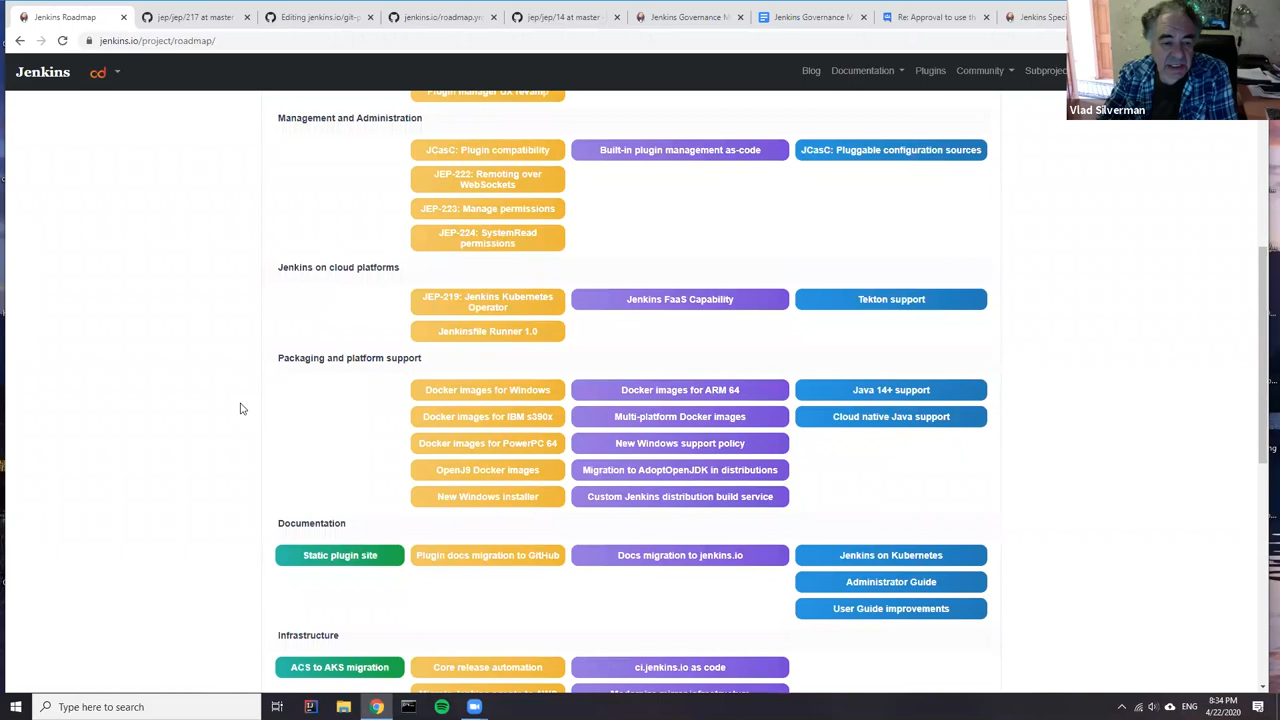 Jenkins Roadmap
jep/jep/217 at master
Editing jenkins.io/git-p
jenkins.io/roadmap.yr
jep/jep/14 at master
Jenkins Governance M
Jenkins Governance M
Re: Approval to use th
Jenkins Speci
jenkins.io/project/roadmap/
Jenkins
cd
Blog
Documentation
Plugins
Community
Subproje
Vlad Silverman
Plugin manager UX revamp
Management and Administration
JCasC: Plugin compatibility
Built-in plugin management as-code
JCasC: Pluggable configuration sources
JEP-222: Remoting over
WebSockets
JEP-223: Manage permissions
JEP-224: SystemRead
permissions
Jenkins on cloud platforms
JEP-219: Jenkins Kubernetes
Operator
Jenkins FaaS Capability
Tekton support
Jenkinsfile Runner 1.0
Packaging and platform support
Docker images for Windows
Docker images for ARM 64
Java 14+ support
Docker images for IBM s390x
Multi-platform Docker images
Cloud native Java support
Docker images for PowerPC 64
New Windows support policy
OpenJ9 Docker images
Migration to AdoptOpenJDK in distributions
New Windows installer
Custom Jenkins distribution build service
Documentation
Static plugin site
Plugin docs migration to GitHub
Docs migration to jenkins.io
Jenkins on Kubernetes
Administrator Guide
User Guide improvements
Infrastructure
ACS to AKS migration
Core release automation
ci.jenkins.io as code
Type here to search
ENG
8:34 PM
4/22/2020